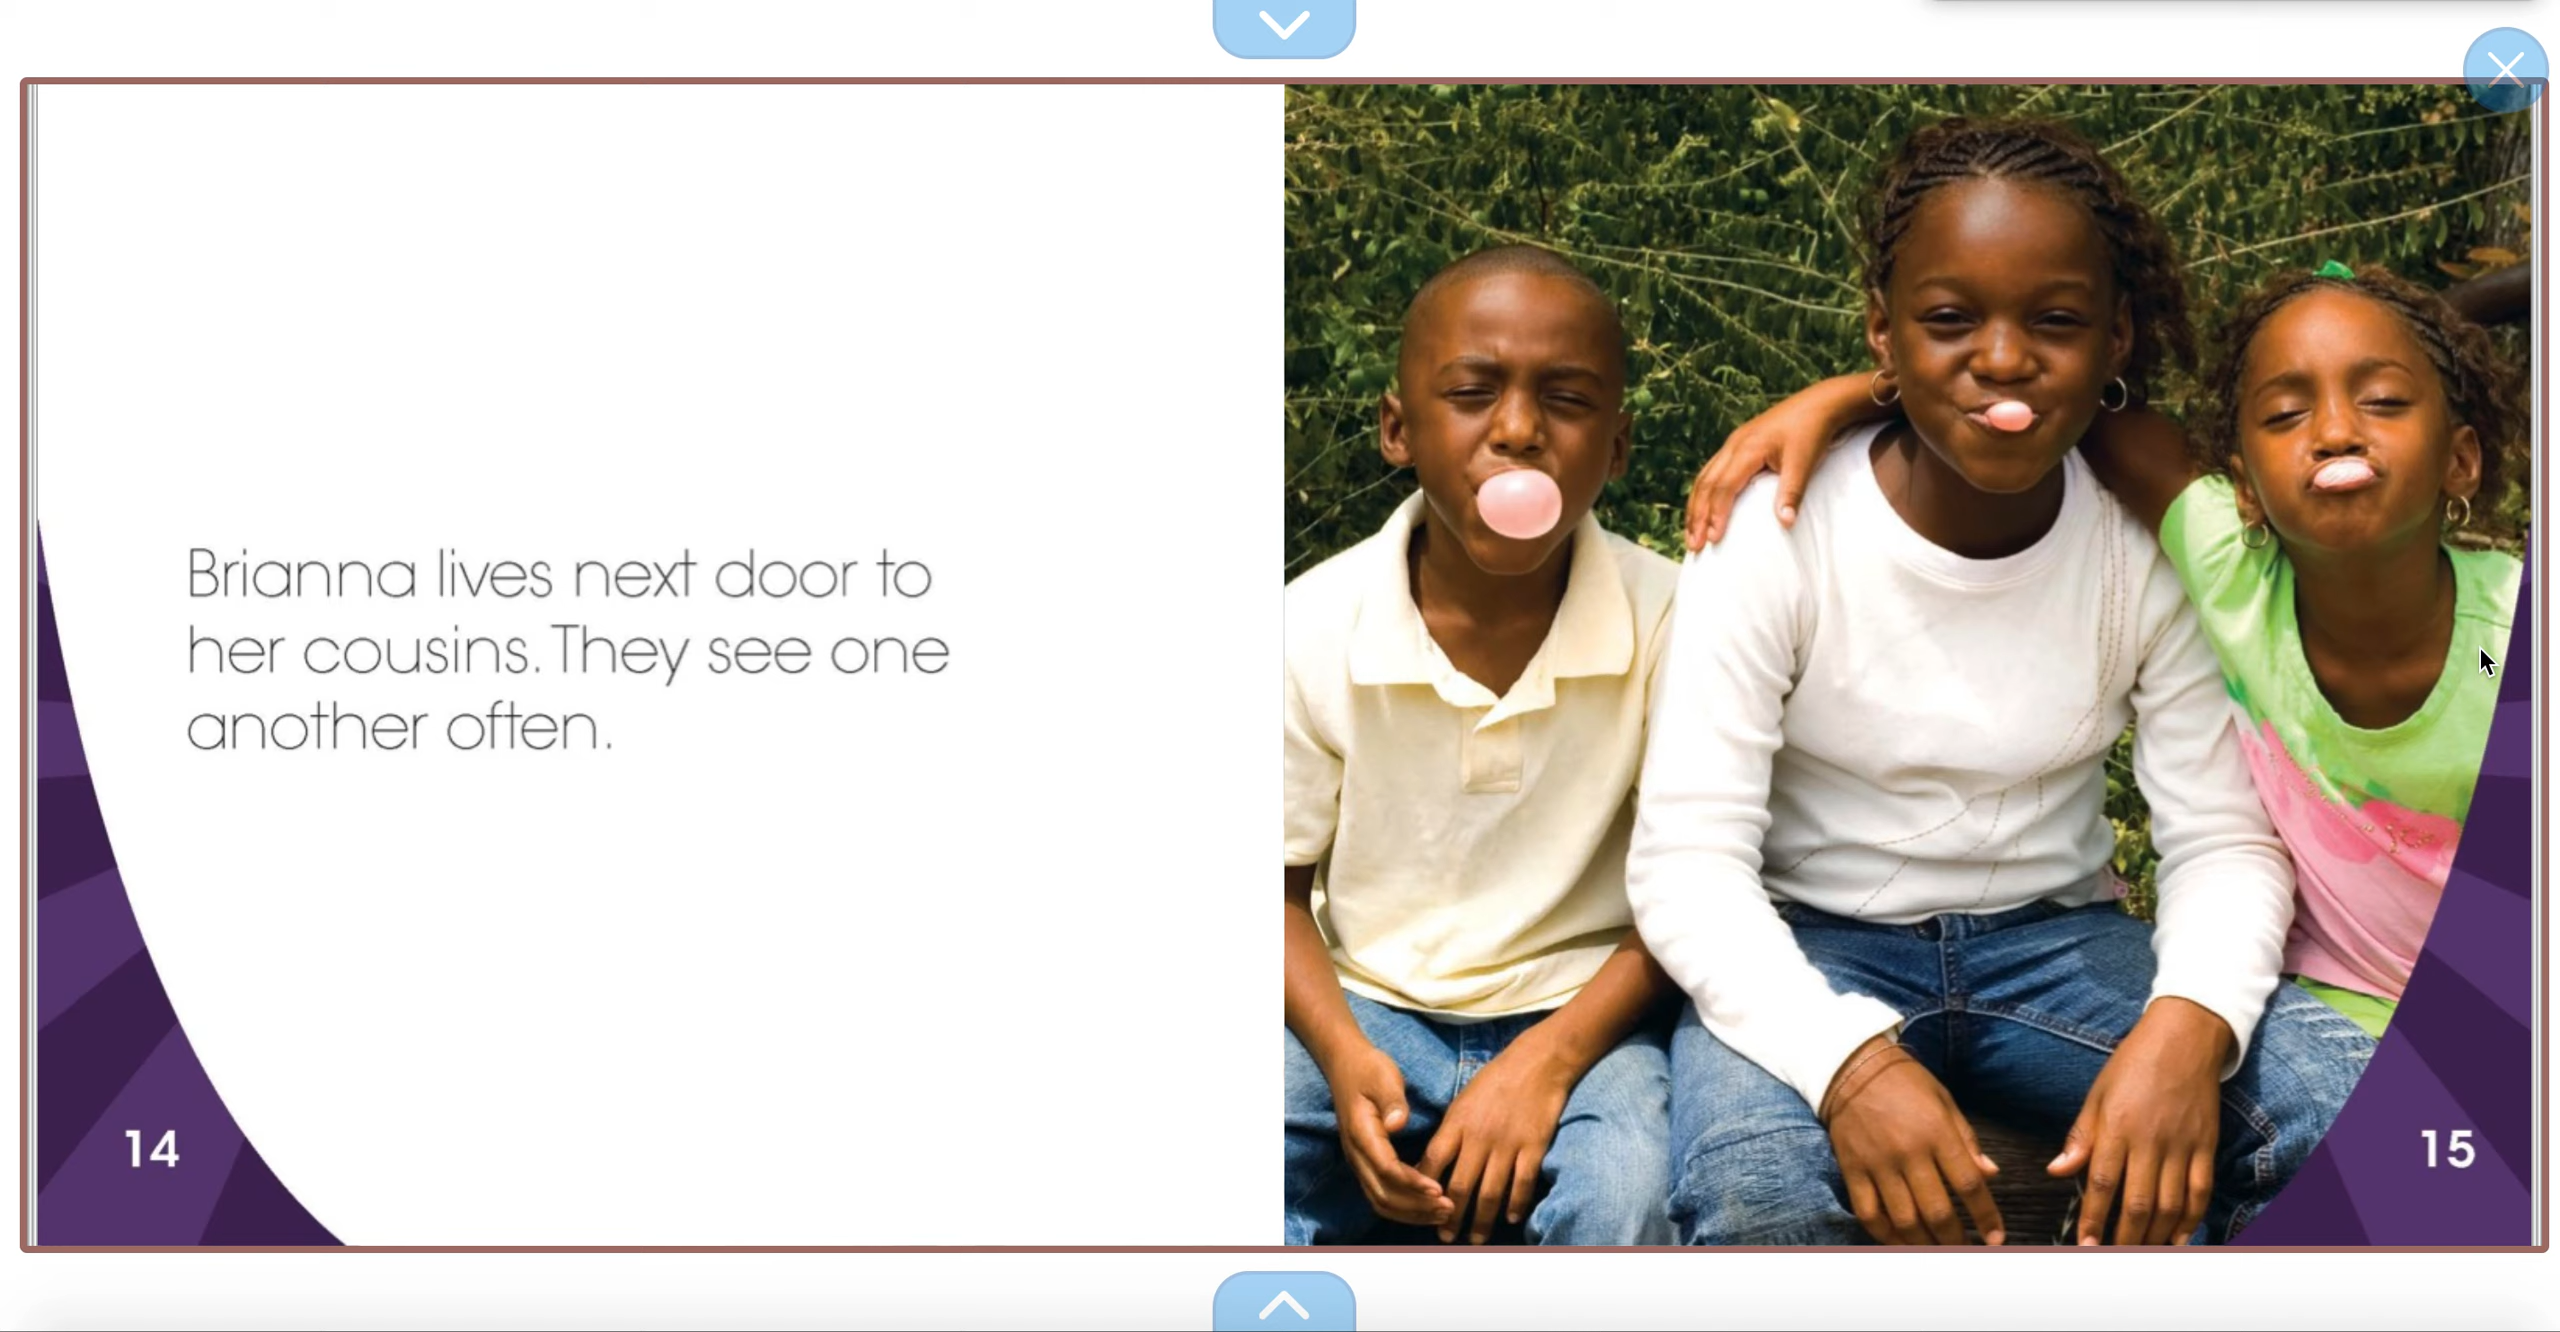 Brianna lives next door to
her cousins. They see one
another often.
14
15